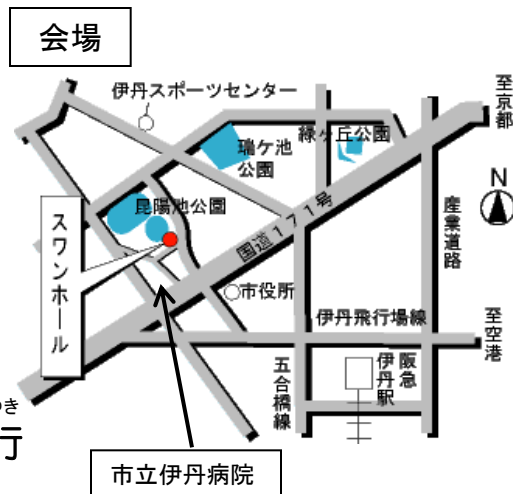 会場
伊丹スポーツセンター
至京都
緑ヶ丘公園
瑞ケ池
公園
N
昆陽池公園
スワンホール
国道171号
産業道路
市役所
伊丹飛行場線
至空港
五合橋線
阪急
伊丹駅
き
行
市立伊丹病院